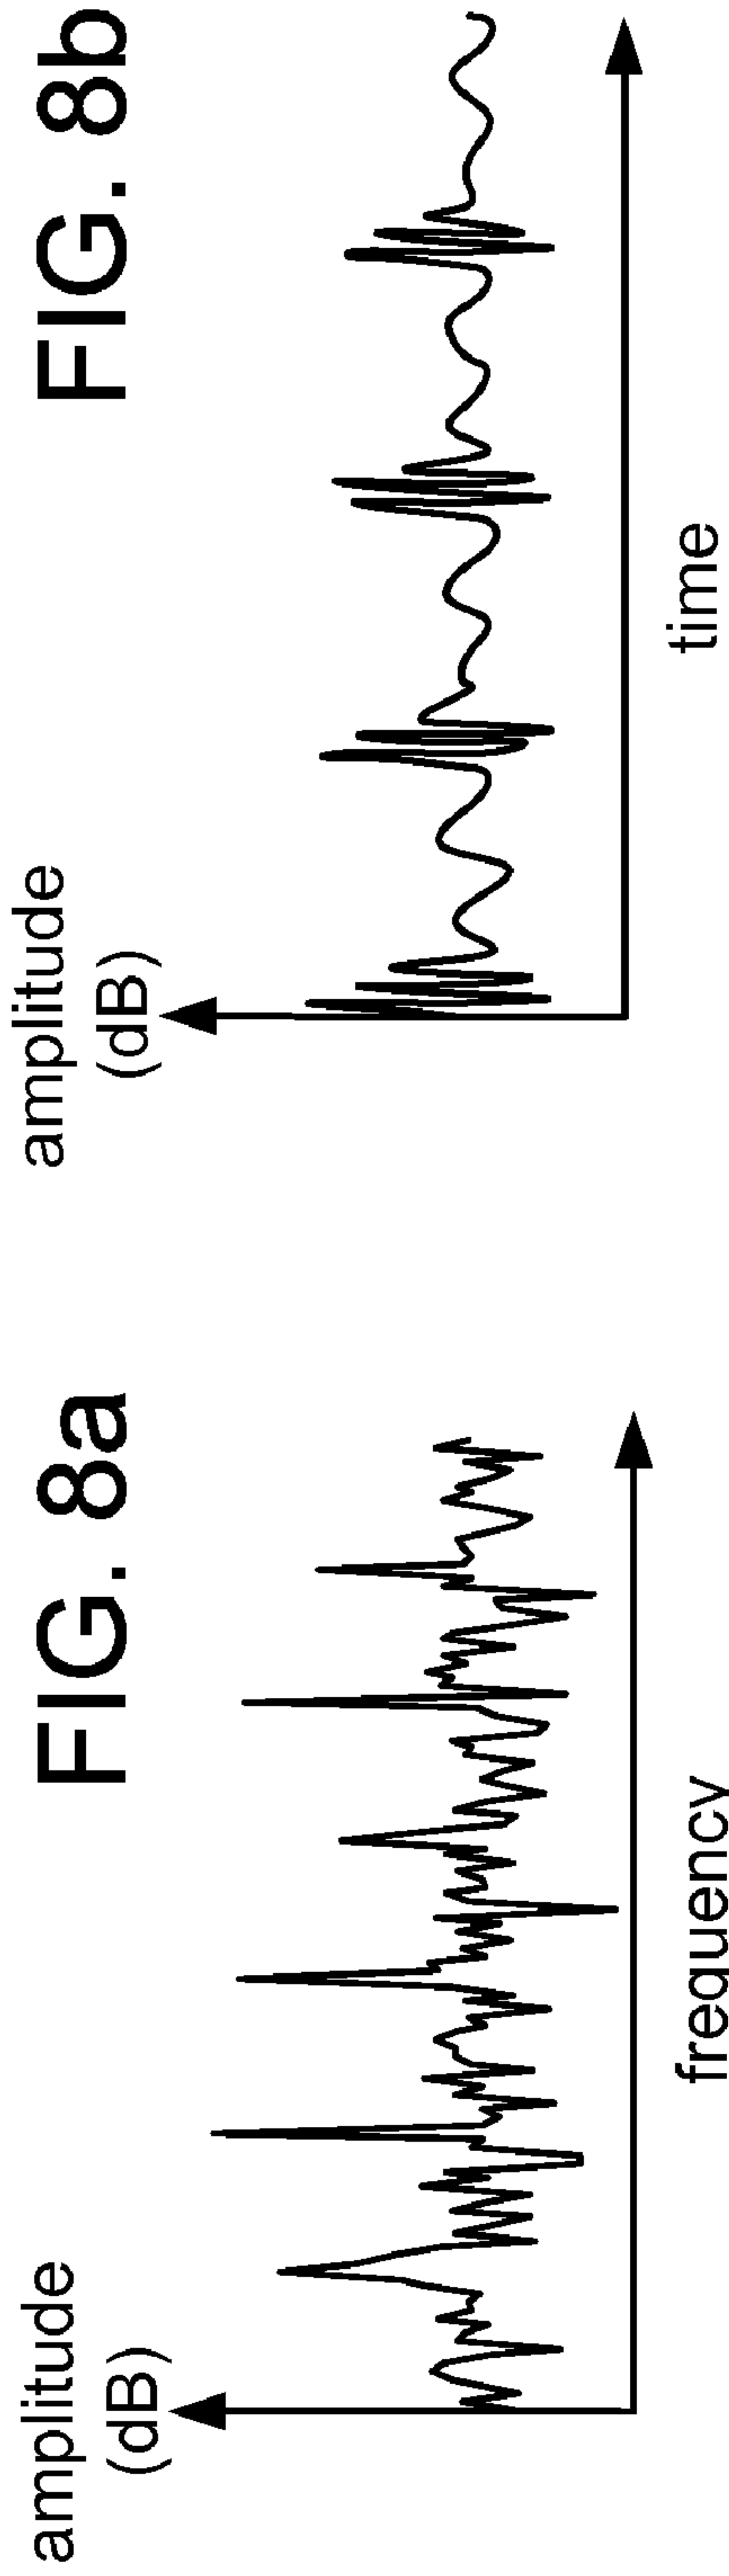 FIG. 8a
amplitude
(dB)
frequency
FIG. 8b
amplitude
(dB)
time